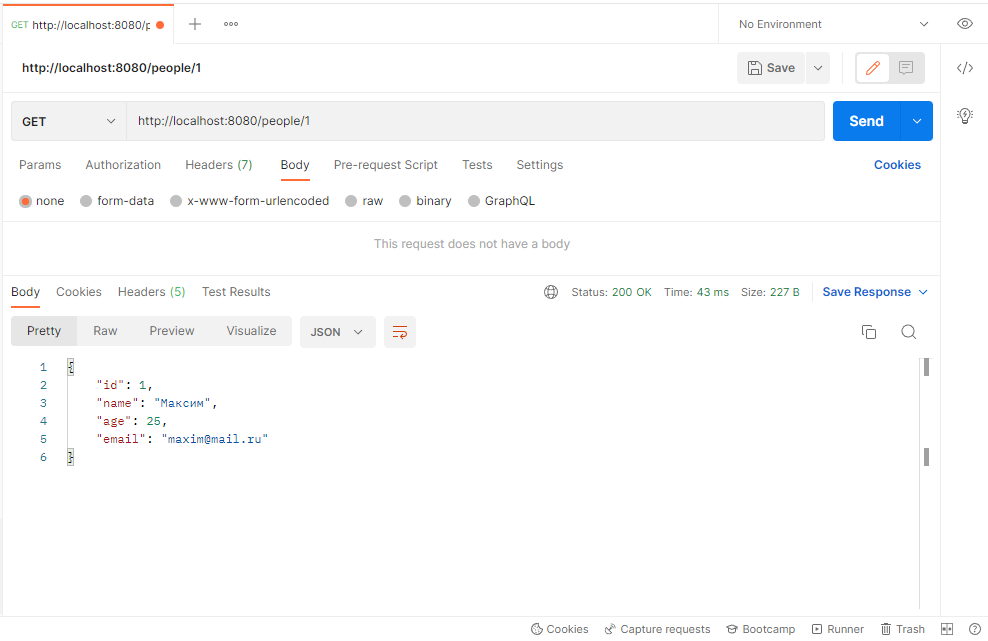 GET http://localhost:8080/p
No Environment
http://localhost:8080/people/1
Save
GET http://localhost:8080/people/1 Send
Params Authorization Headers (7) Body Pre-request Script Tests Settings Cookies
none form-data x-www-form-urlencoded raw binary GraphQL
This request does not have a body
Body Cookies Headers (5) Test Results Status: 200 OK Time: 43 ms Size: 227 B Save Response
Pretty Raw Preview Visualize JSON
1 {
2 "id": 1,
3 "name": "Максим",
4 "age": 25,
5 "email": "maxim@mail.ru"
6 }
Cookies Capture requests Bootcamp Runner Trash